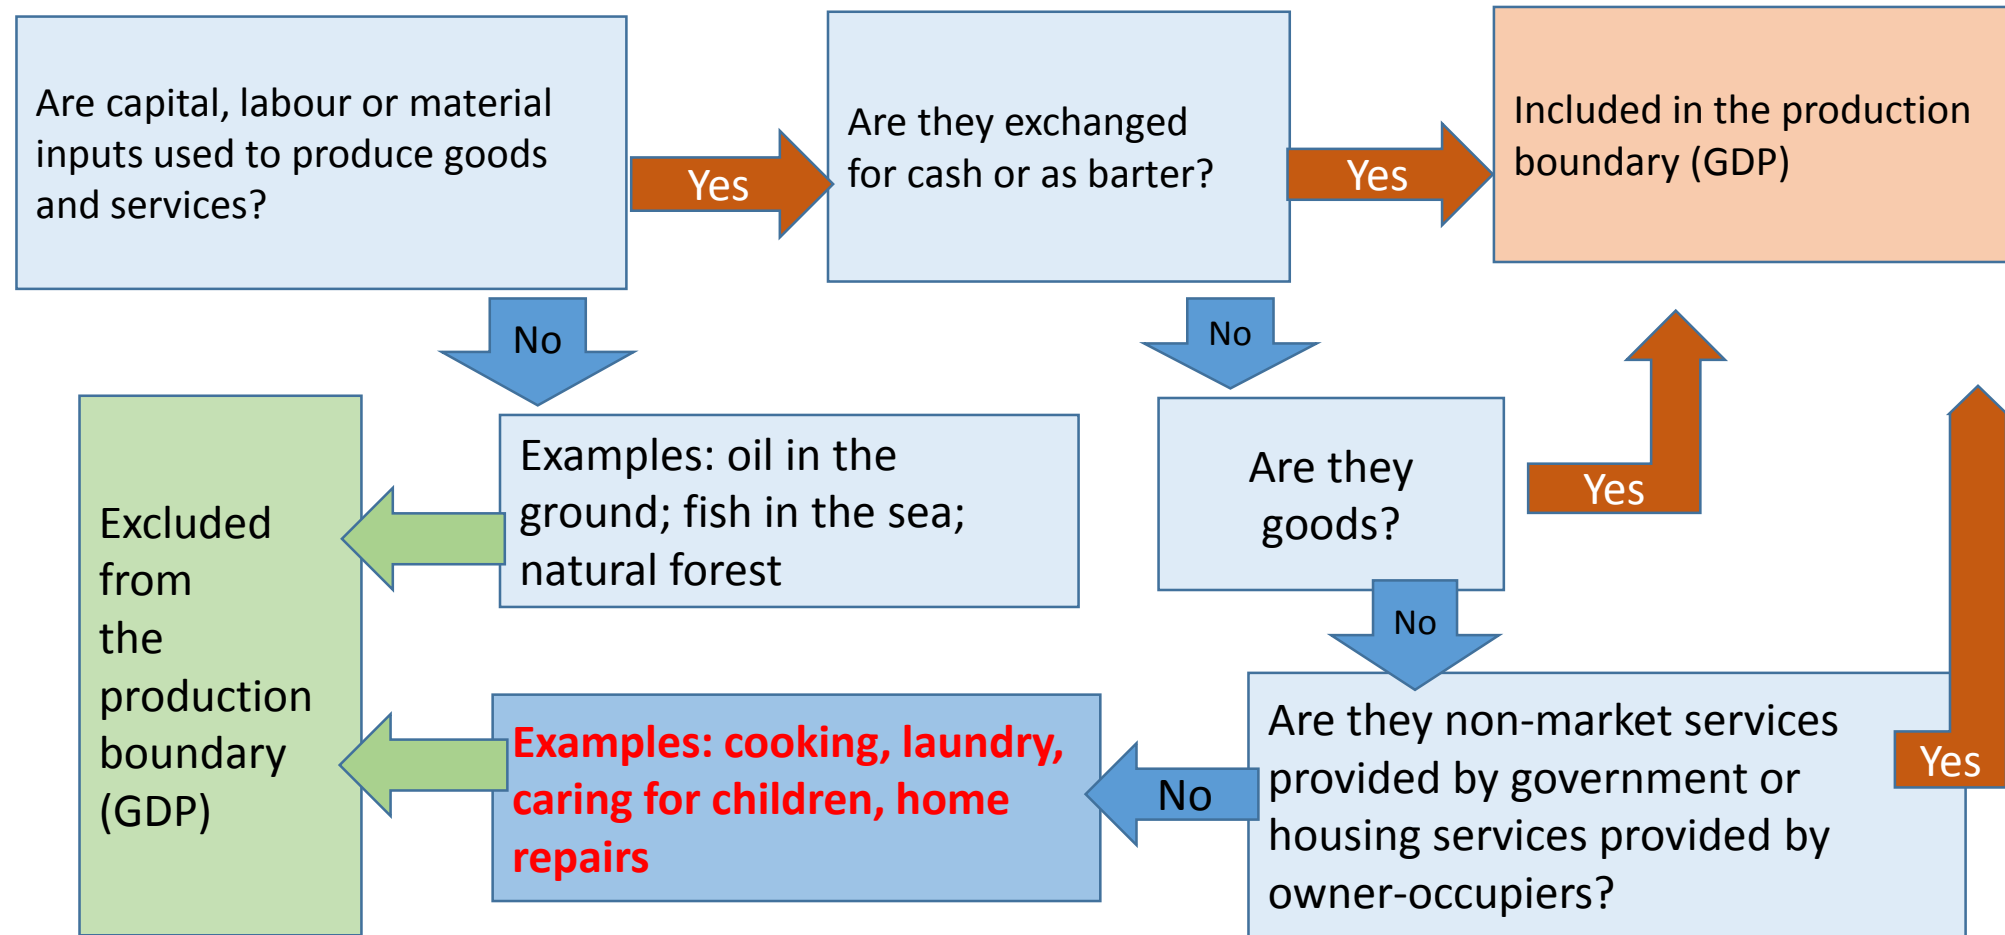 Are capital, labour or material
inputs used to produce goods
and services?
Yes
Are they exchanged
for cash or as barter?
Yes
Included in the production
boundary (GDP)
No
No
Examples: oil in the
ground; fish in the sea;
natural forest
Are they
goods?
Yes
Excluded
from
the
production
boundary
(GDP)
No
Examples: cooking, laundry,
caring for children, home
repairs
No
Are they non-market services
provided by government or
housing services provided by
owner-occupiers?
Yes